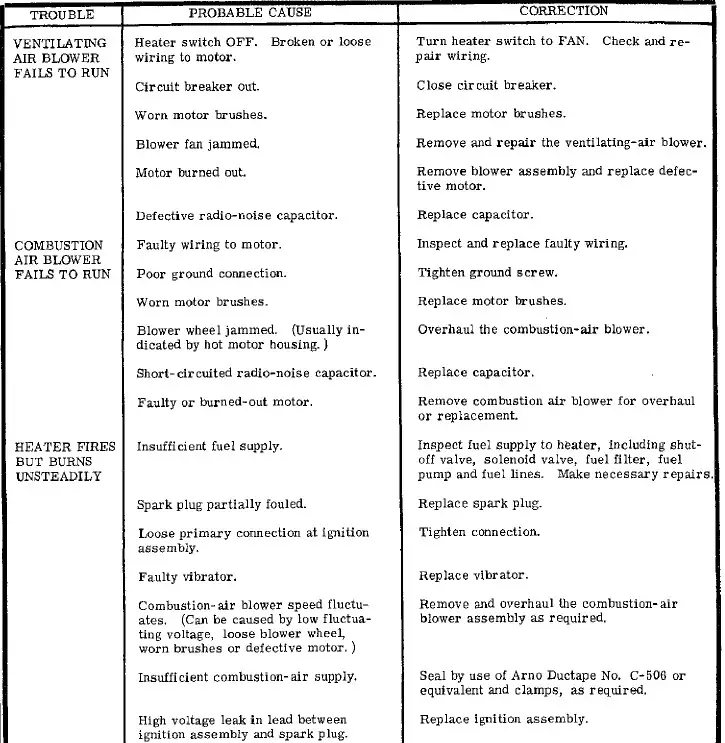 TROUBLE
PROBABLE CAUSE
CORRECTION
VENTILATING
AIR BLOWER
FAILS TO RUN
Heater switch OFF. Broken or loose
wiring to motor.
Turn heater switch to FAN. Check and re-
pair wiring.
Circuit breaker out.
Close circuit breaker.
Worn motor brushes.
Replace motor brushes.
Blower fan jammed.
Remove and repair the ventilating-air blower.
Motor burned out.
Remove blower assembly and replace defec-
tive motor.
Defective radio-noise capacitor.
Replace capacitor.
COMBUSTION
AIR BLOWER
FAILS TO RUN
Faulty wiring to motor.
Inspect and replace faulty wiring.
Poor ground connection.
Tighten ground screw.
Worn motor brushes.
Replace motor brushes.
Blower wheel jammed. (Usually in-
dicated by hot motor housing.)
Overhaul the combustion-air blower.
Short-circuited radio-noise capacitor.
Replace capacitor.
Faulty or burned-out motor.
Remove combustion air blower for overhaul
or replacement.
HEATER FIRES
BUT BURNS
UNSTEADILY
Insufficient fuel supply.
Inspect fuel supply to heater, including shut-
off valve, solenoid valve, fuel filter, fuel
pump and fuel lines. Make necessary repairs.
Spark plug partially fouled.
Replace spark plug.
Loose primary connection at ignition
assembly.
Tighten connection.
Faulty vibrator.
Replace vibrator.
Combustion-air blower speed fluctu-
ates. (Can be caused by low fluctua-
ting voltage, loose blower wheel,
worn brushes or defective motor.)
Remove and overhaul the combustion-air
blower assembly as required.
Insufficient combustion-air supply.
Seal by use of Arno Ductape No. C-506 or
equivalent and clamps, as required.
High voltage leak in lead between
ignition assembly and spark plug.
Replace ignition assembly.